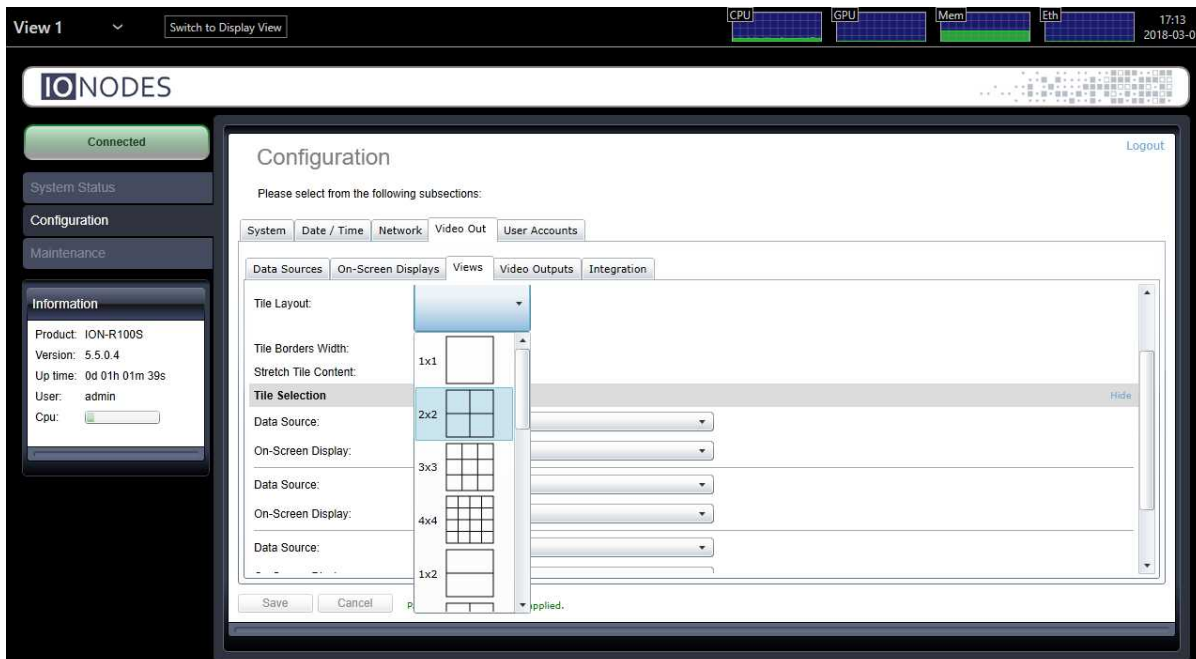 View 1
Switch to Display View
CPU
GPU
Mem
Eth
17:13
2018-03-0
IONODES
Connected
System Status
Configuration
Maintenance
Information
Product: ION-R100S
Version: 5.5.0.4
Up time: 0d 01h 01m 39s
User: admin
Cpu:
Configuration
Logout
Please select from the following subsections:
System Date / Time Network Video Out User Accounts
Data Sources On-Screen Displays Views Video Outputs Integration
Tile Layout:
Tile Borders Width:
Stretch Tile Content:
Tile Selection
Hide
Data Source:
On-Screen Display:
Data Source:
On-Screen Display:
Data Source:
1x1
2x2
3x3
4x4
1x2
Save Cancel
applied.